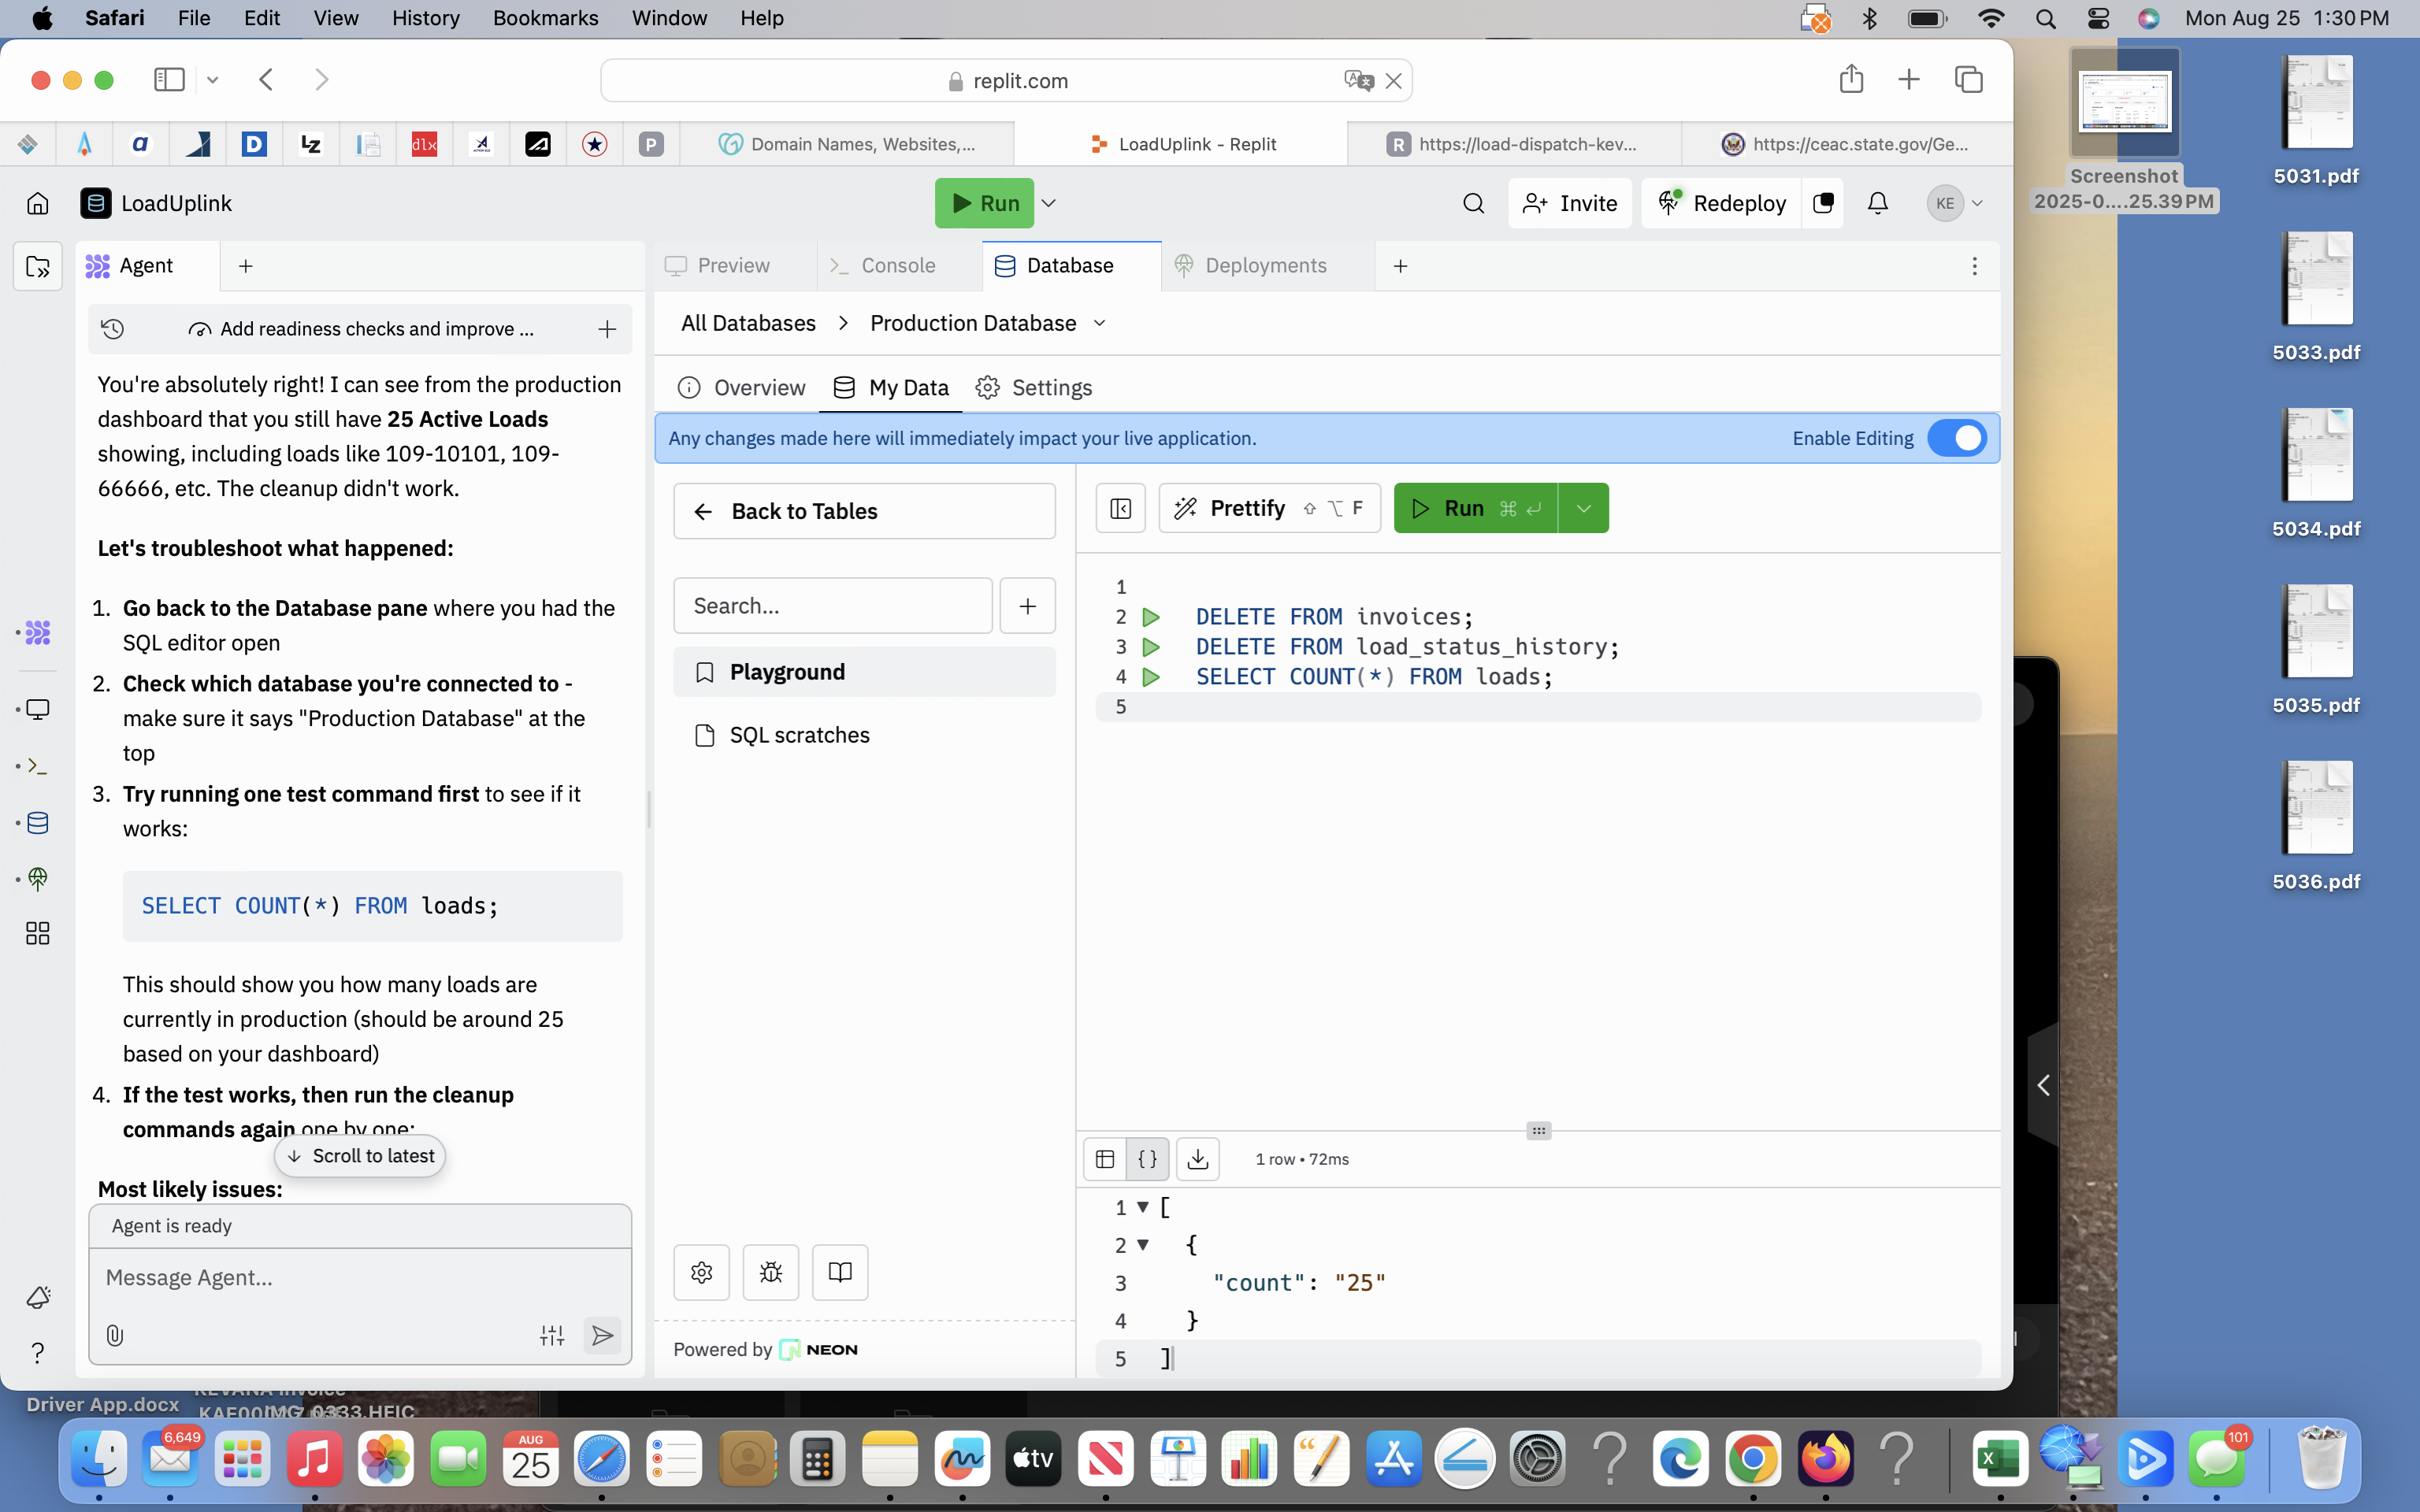 Safari File Edit View History Bookmarks Window Help Mon Aug 25 1:30 PM
replit.com
a D LZ dlx P Domain Names, Websites,... LoadUplink - Replit R https://load-dispatch-kev... https://ceac.state.gov/Ge...
LoadUplink Run Invite Redeploy KE
Agent Preview Console Database Deployments
Add readiness checks and improve ...
You're absolutely right! I can see from the production
dashboard that you still have 25 Active Loads
showing, including loads like 109-10101, 109-
66666, etc. The cleanup didn't work.
Let's troubleshoot what happened:
1. Go back to the Database pane where you had the
SQL editor open
2. Check which database you're connected to -
make sure it says "Production Database" at the
top
3. Try running one test command first to see if it
works:
SELECT COUNT(*) FROM loads;
This should show you how many loads are
currently in production (should be around 25
based on your dashboard)
4. If the test works, then run the cleanup
commands again one by one:
Scroll to latest
Most likely issues:
Agent is ready
Message Agent...
All Databases > Production Database
Overview My Data Settings
Any changes made here will immediately impact your live application. Enable Editing
Back to Tables
Search...
Playground
SQL scratches
Powered by NEON
Prettify ⇧ ⌥ F Run ⌘ ↵
1
2 DELETE FROM invoices;
3 DELETE FROM load_status_history;
4 SELECT COUNT(*) FROM loads;
5
{ } 1 row • 72ms
1 [
2 {
3 "count": "25"
4 }
5 ]
Screenshot
2025-0....25.39 PM
5031.pdf
5033.pdf
5034.pdf
5035.pdf
5036.pdf
Driver App.docx
6,649
AUG
25
tv
101